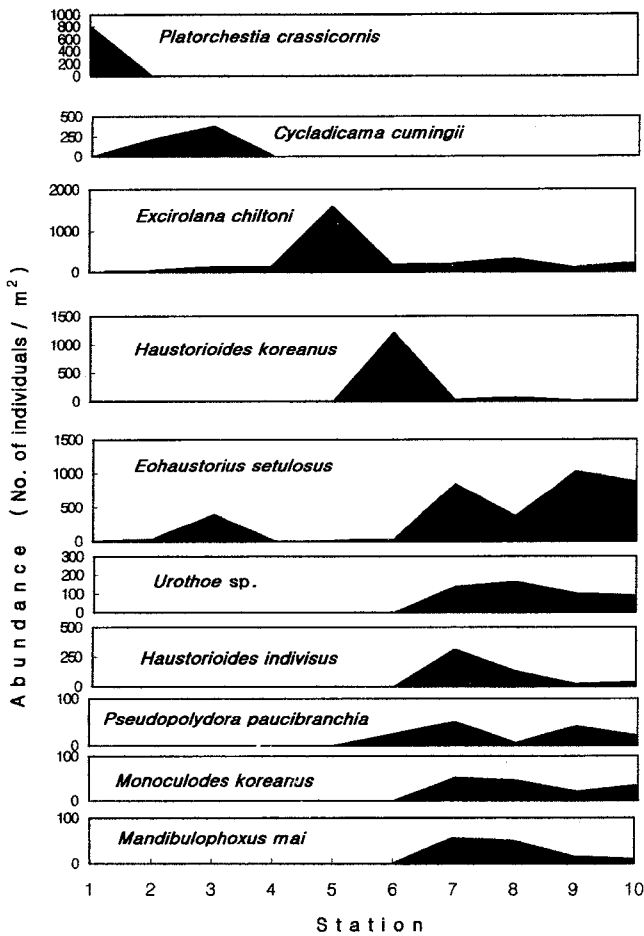 Abundance (No. of individuals / m²)
1000
800
600
400
200
0
Platorchestia crassicornis
500
250
0
Cycladicama cumingii
2000
1000
0
Excirolana chiltoni
1500
1000
500
0
Haustorioides koreanus
1500
1000
500
0
Eohaustorius setulosus
300
200
100
0
Urothoe sp.
500
250
0
Haustorioides indivisus
100
0
Pseudopolydora paucibranchia
100
0
Monoculodes koreanus
100
0
Mandibulophoxus mai
1 2 3 4 5 6 7 8 9 10
Station